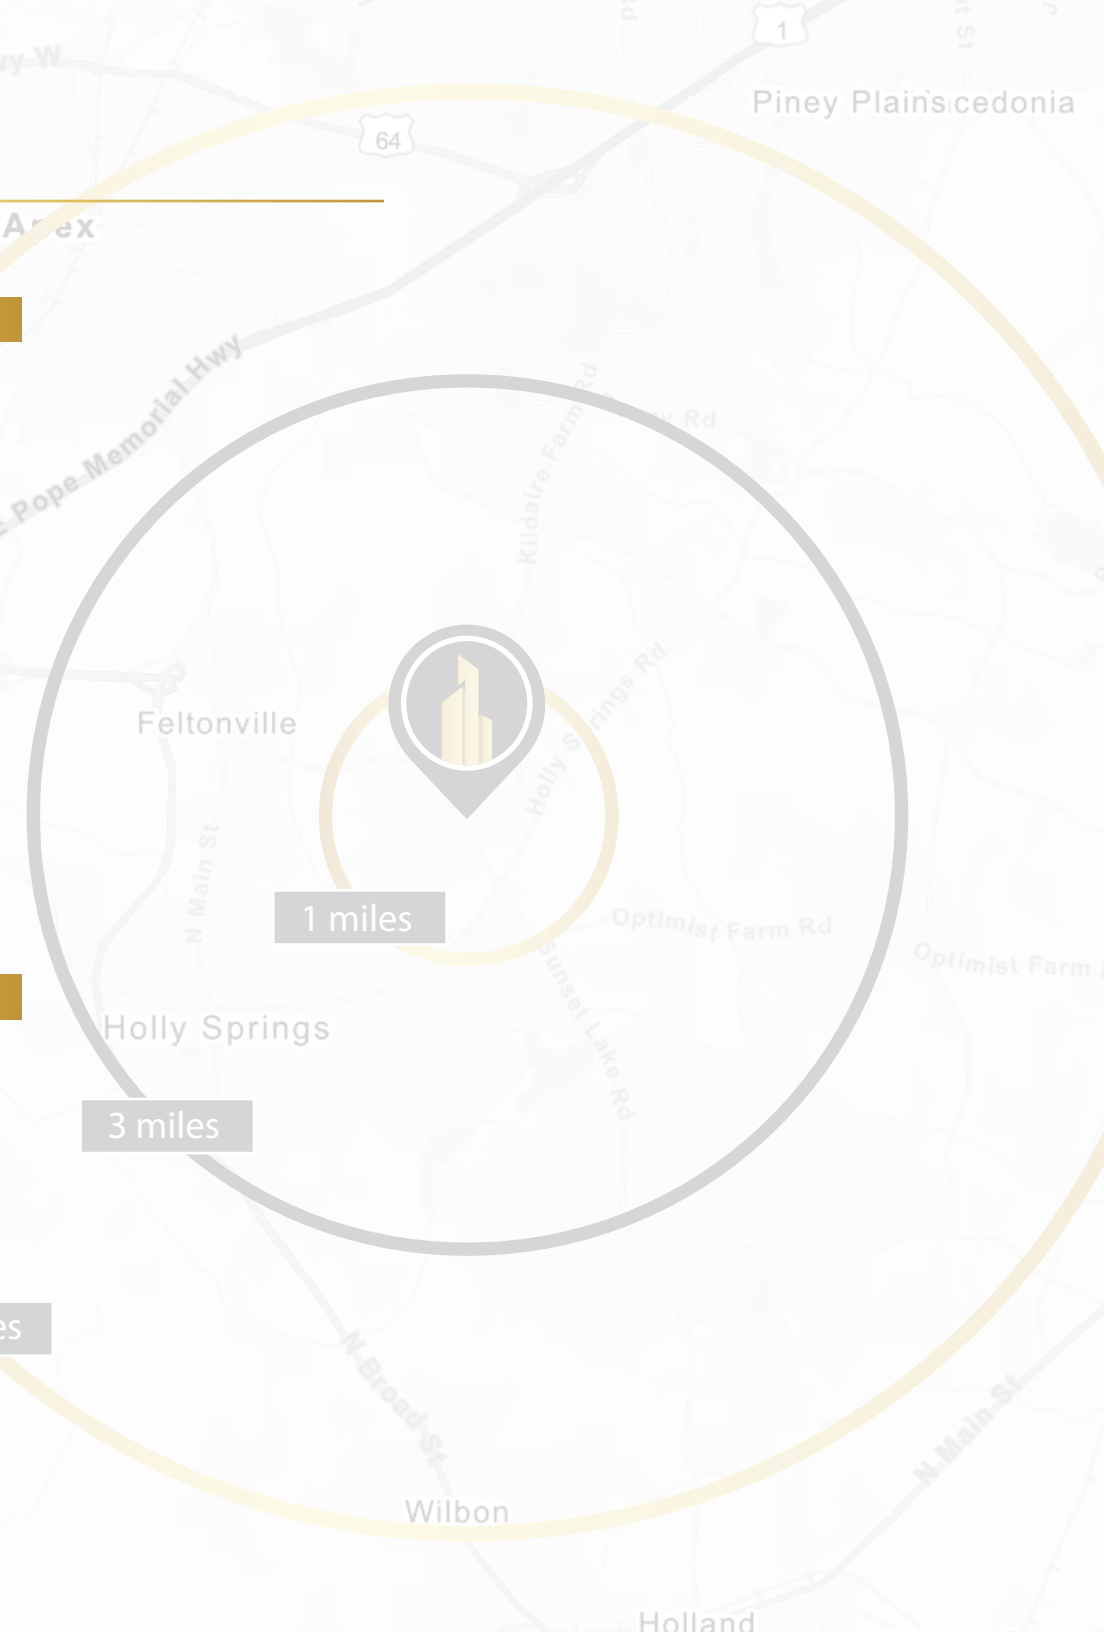 1
64
Piney Plains
cedonia
Apex
Pope Memorial Hwy
Kildaire Farm Rd
Rd
Holly Springs Rd
Feltonville
N Main St
1 miles
Optimist Farm Rd
Optimist Farm
Sunset Lake Rd
Holly Springs
3 miles
es
N Broad St
N Main St
Wilbon
Holland